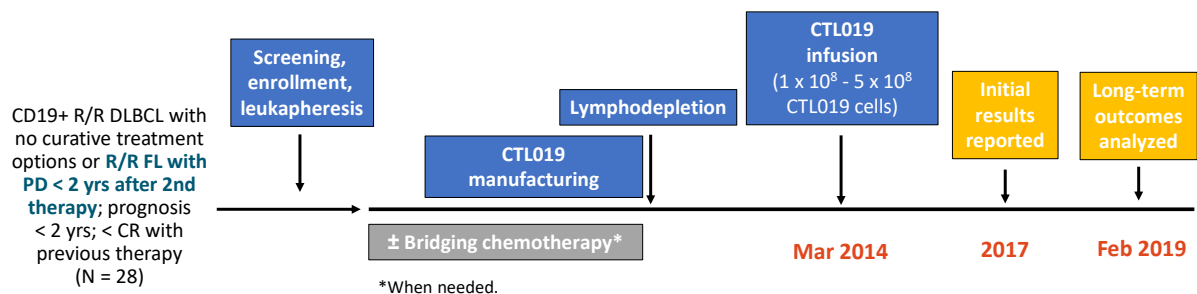 CD19+ R/R DLBCL with
no curative treatment
options or R/R FL with
PD < 2 yrs after 2nd
therapy; prognosis
< 2 yrs; < CR with
previous therapy
(N = 28)
Screening,
enrollment,
leukapheresis
CTL019
manufacturing
± Bridging chemotherapy*
*When needed.
Lymphodepletion
CTL019
infusion
(1 x 10⁸ - 5 x 10⁸
CTL019 cells)
Mar 2014
Initial
results
reported
2017
Long-term
outcomes
analyzed
Feb 2019